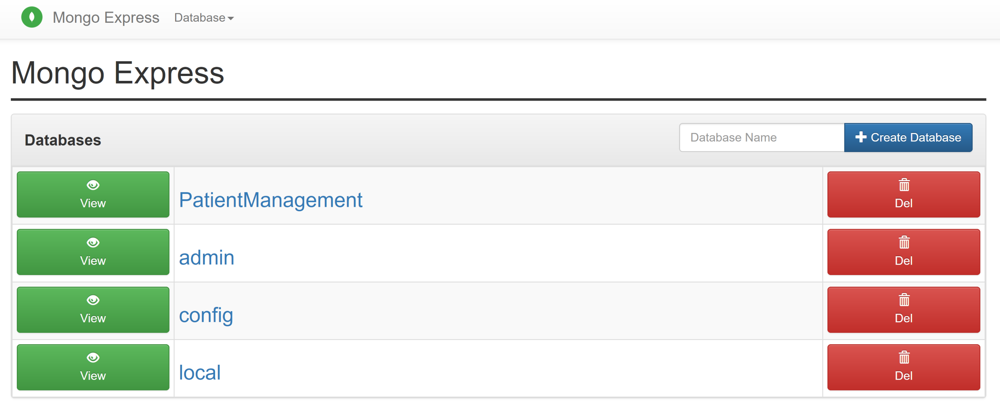 Mongo Express Database
Mongo Express
Databases Database Name Create Database
View PatientManagement Del
View admin Del
View config Del
View local Del